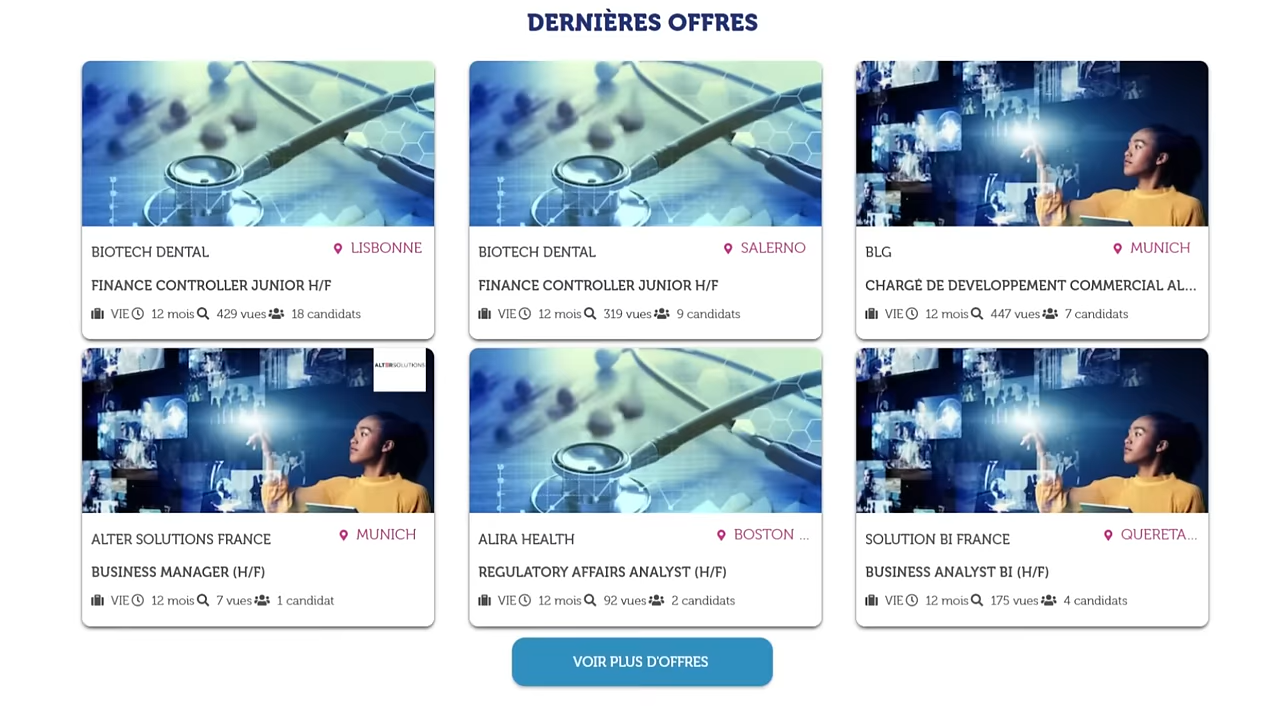 DERNIÈRES OFFRES
BIOTECH DENTAL
LISBONNE
FINANCE CONTROLLER JUNIOR H/F
VIE 12 mois 429 vues 18 candidats
BIOTECH DENTAL
SALERNO
FINANCE CONTROLLER JUNIOR H/F
VIE 12 mois 319 vues 9 candidats
BLG
MUNICH
CHARGÉ DE DEVELOPPEMENT COMMERCIAL AL...
VIE 12 mois 447 vues 7 candidats
ALTERSOLUTIONS
ALTER SOLUTIONS FRANCE
MUNICH
BUSINESS MANAGER (H/F)
VIE 12 mois 7 vues 1 candidat
ALIRA HEALTH
BOSTON ...
REGULATORY AFFAIRS ANALYST (H/F)
VIE 12 mois 92 vues 2 candidats
SOLUTION BI FRANCE
QUERETA...
BUSINESS ANALYST BI (H/F)
VIE 12 mois 175 vues 4 candidats
VOIR PLUS D'OFFRES